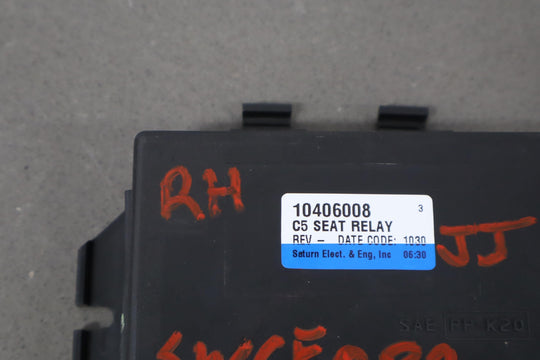 RH
10406008 3
C5 SEAT RELAY
REV – DATE CODE: 1030
Saturn Elect. & Eng, Inc 06:30
JJ
SAE PP K20